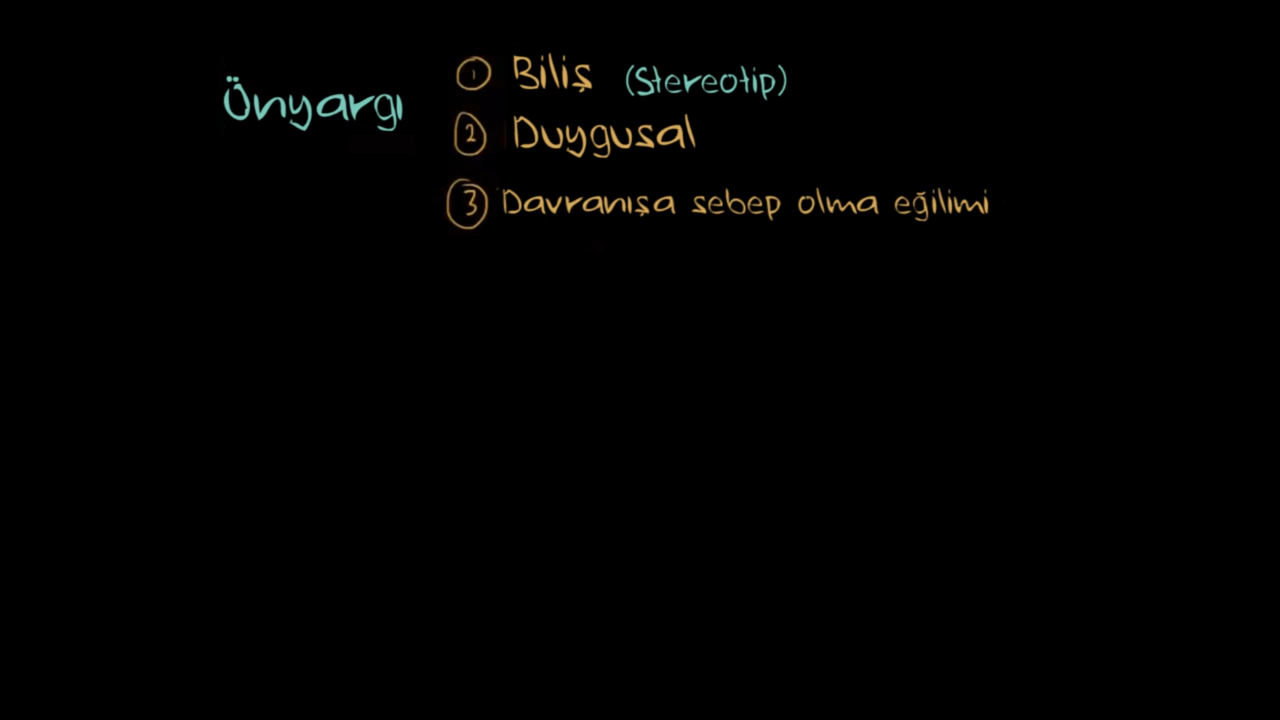 Önyargı
① Biliş (Stereotip)
② Duygusal
③ Davranışa sebep olma eğilimi